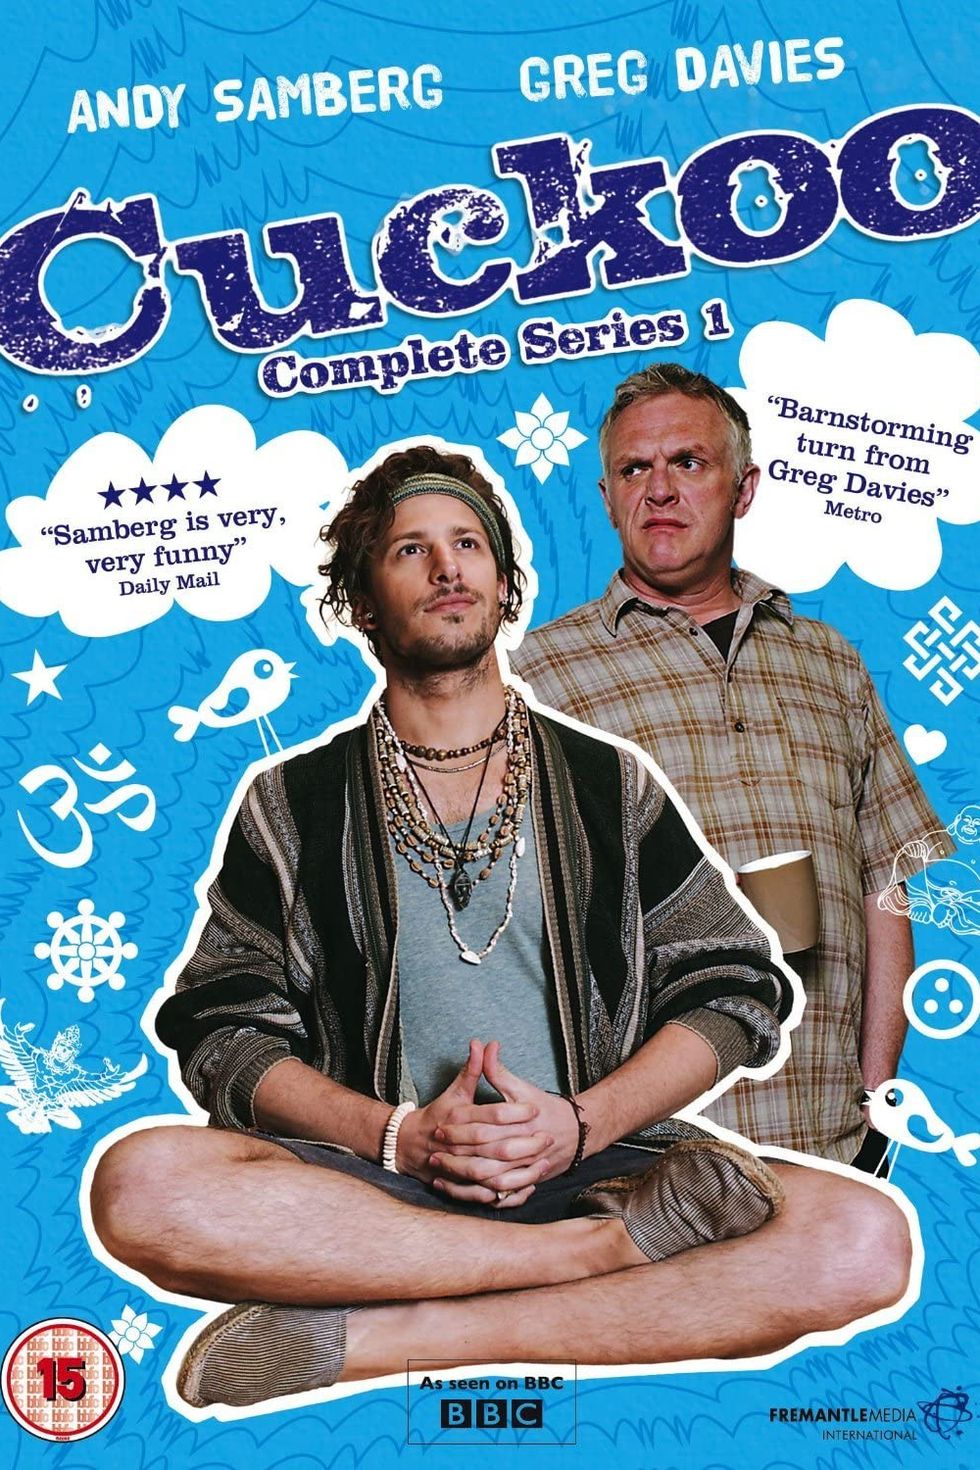 ANDY SAMBERG GREG DAVIES
Cuckoo
Complete Series 1
★★★★
“Samberg is very,
very funny”
Daily Mail
“Barnstorming
turn from
Greg Davies”
Metro
ॐ
15
As seen on BBC
BBC
FREMANTLEMEDIA
INTERNATIONAL